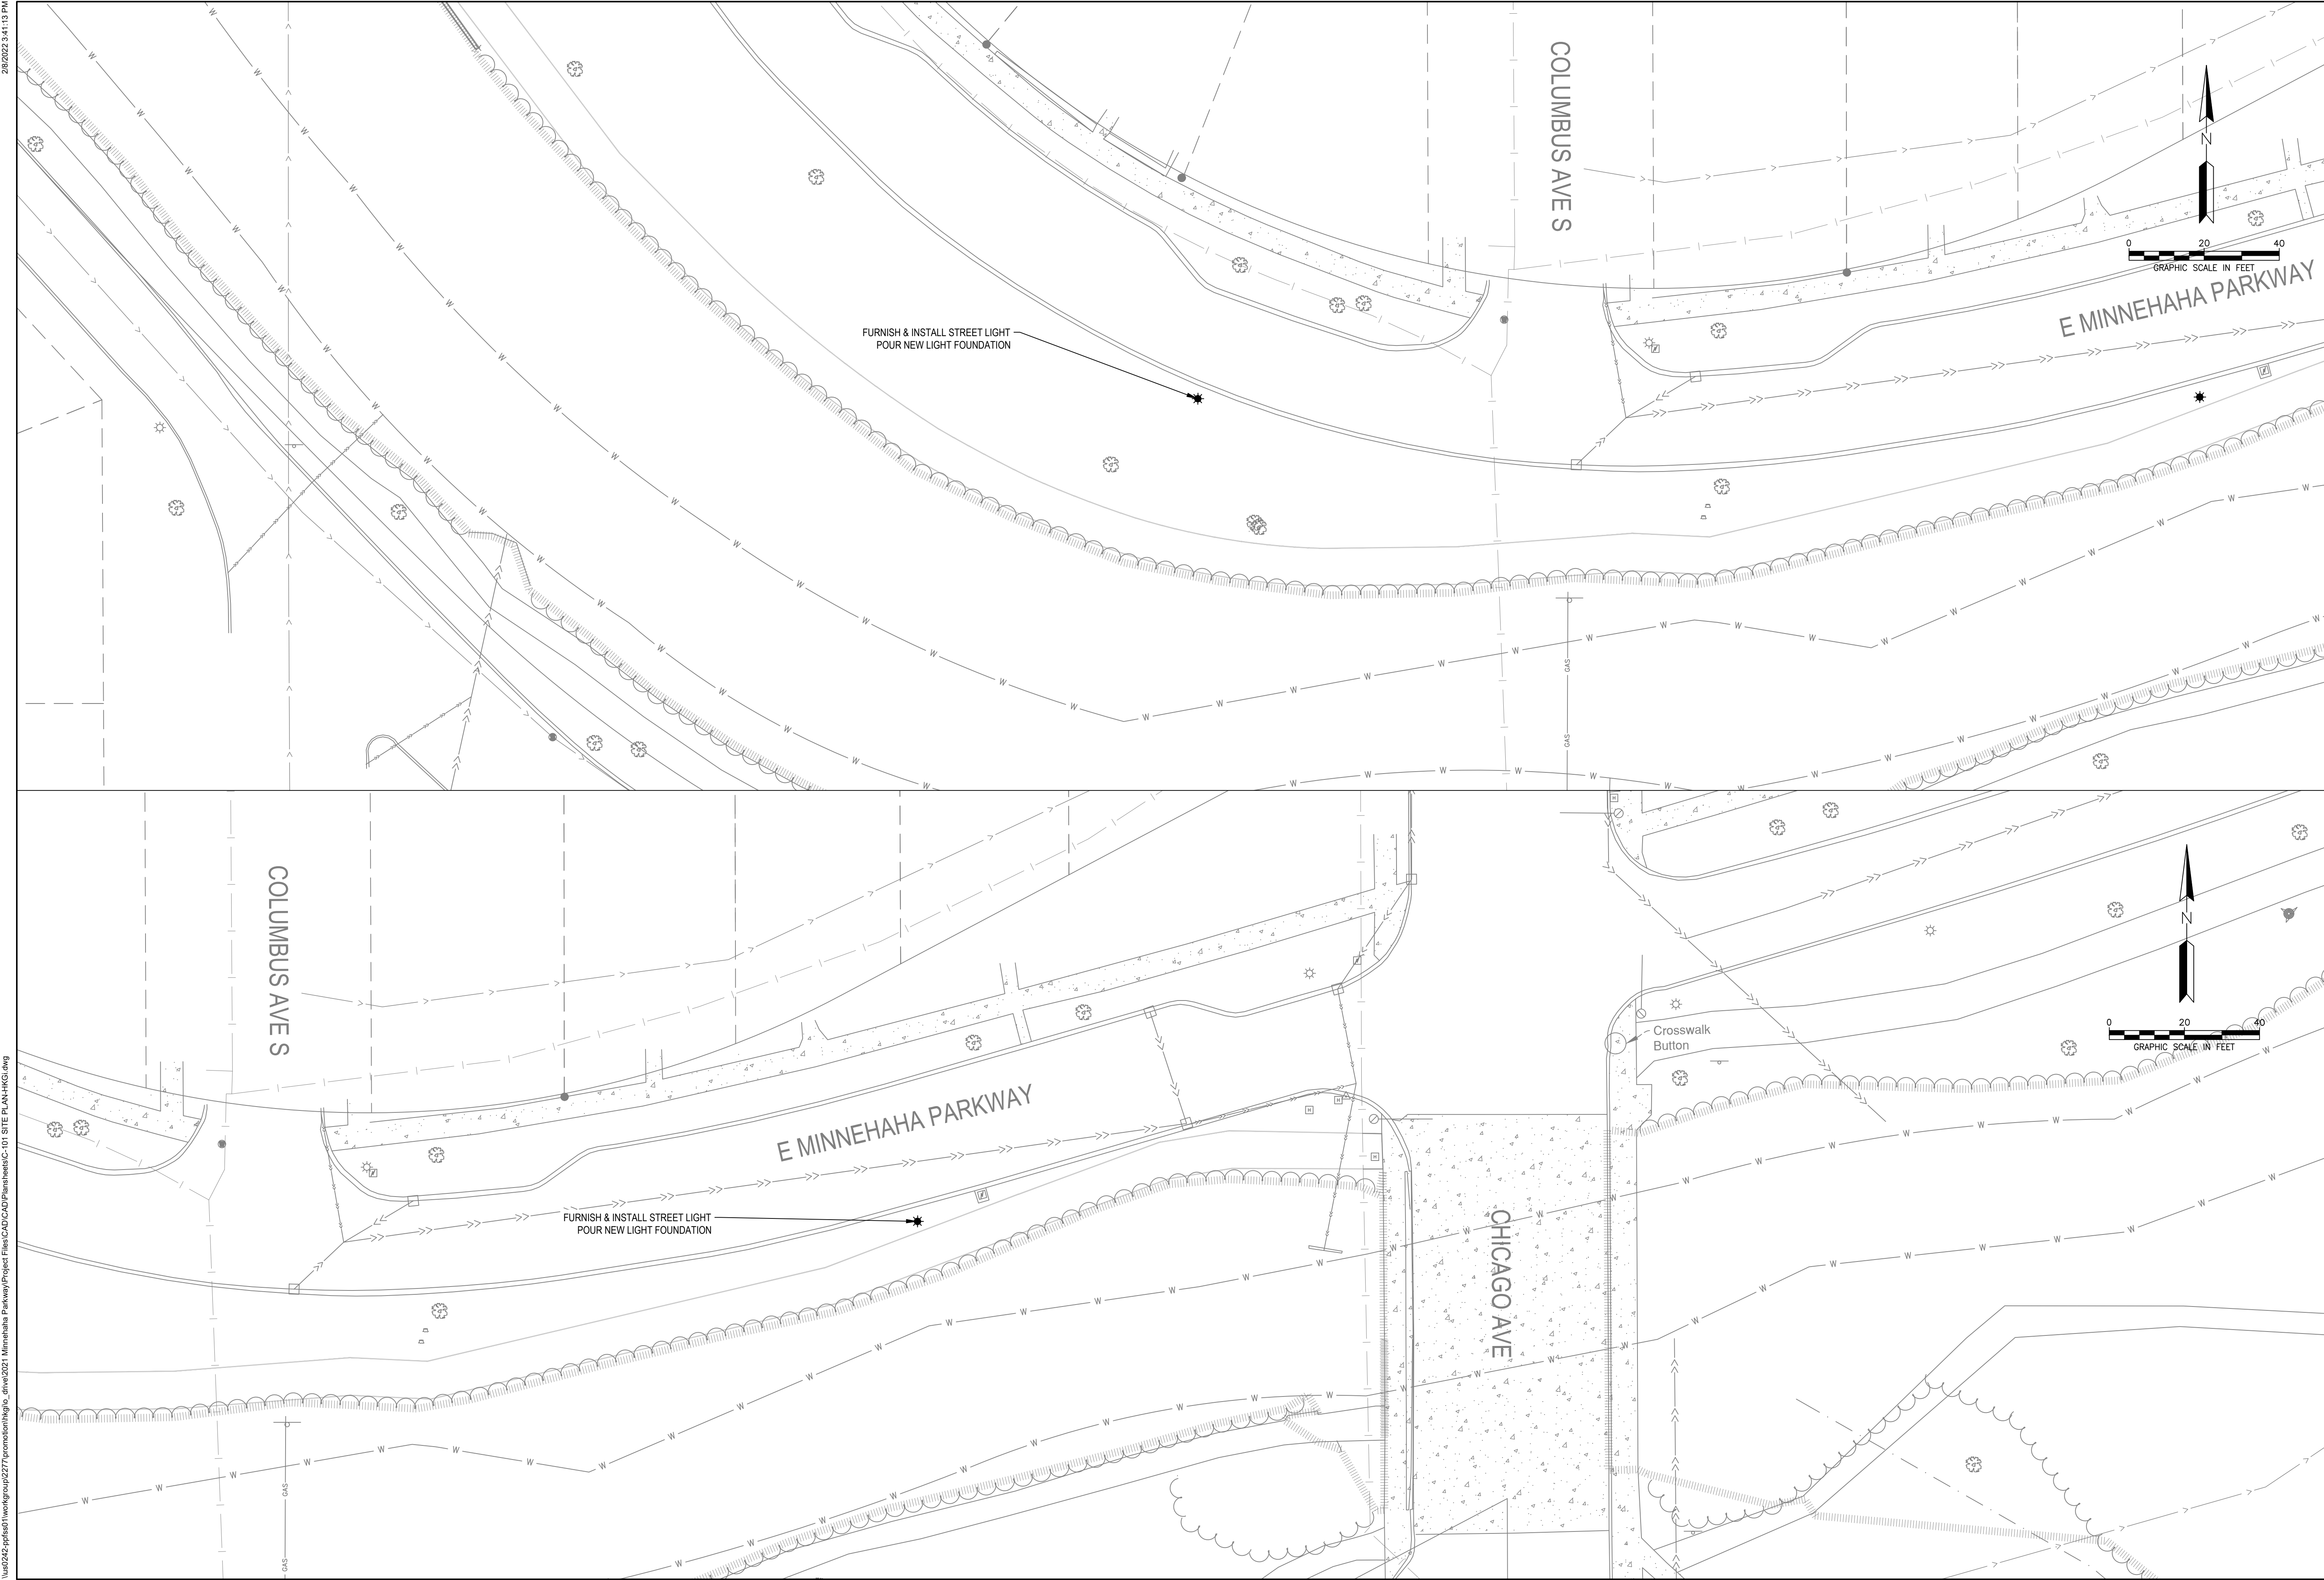 2/8/2022 3:41:13 PM
COLUMBUS AVE S
N
0 20 40
GRAPHIC SCALE IN FEET
E MINNEHAHA PARKWAY
FURNISH & INSTALL STREET LIGHT
POUR NEW LIGHT FOUNDATION
GAS
GAS
COLUMBUS AVE S
N
0 20 40
GRAPHIC SCALE IN FEET
Crosswalk
Button
E MINNEHAHA PARKWAY
FURNISH & INSTALL STREET LIGHT
POUR NEW LIGHT FOUNDATION
CHICAGO AVE
GAS
GAS